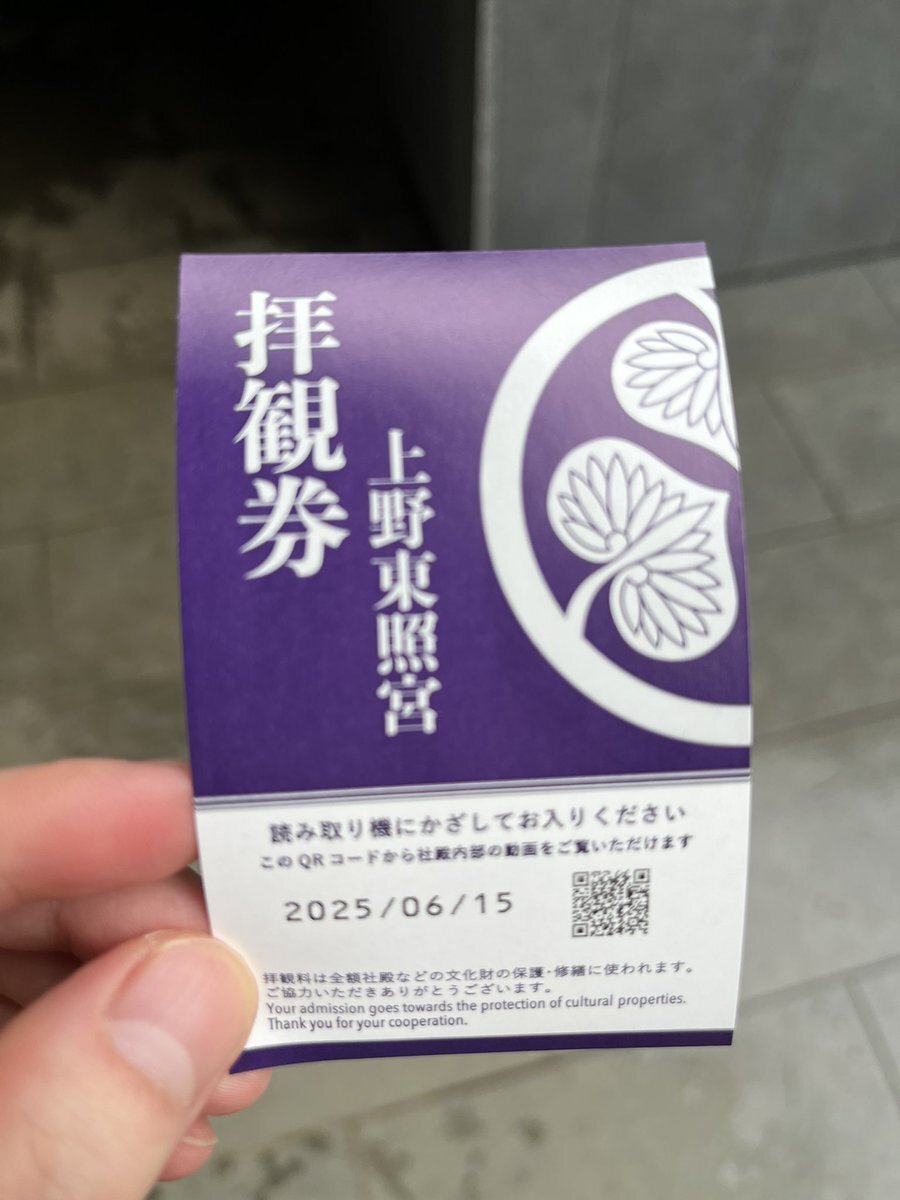 拝観券
上野東照宮
読み取り機にかざしてお入りください
このQRコードから社殿内部の動画をご覧いただけます
2025/06/15
拝観料は全額社殿などの文化財の保護・修繕に使われます。
ご協力いただきありがとうございます。
Your admission goes towards the protection of cultural properties.
Thank you for your cooperation.